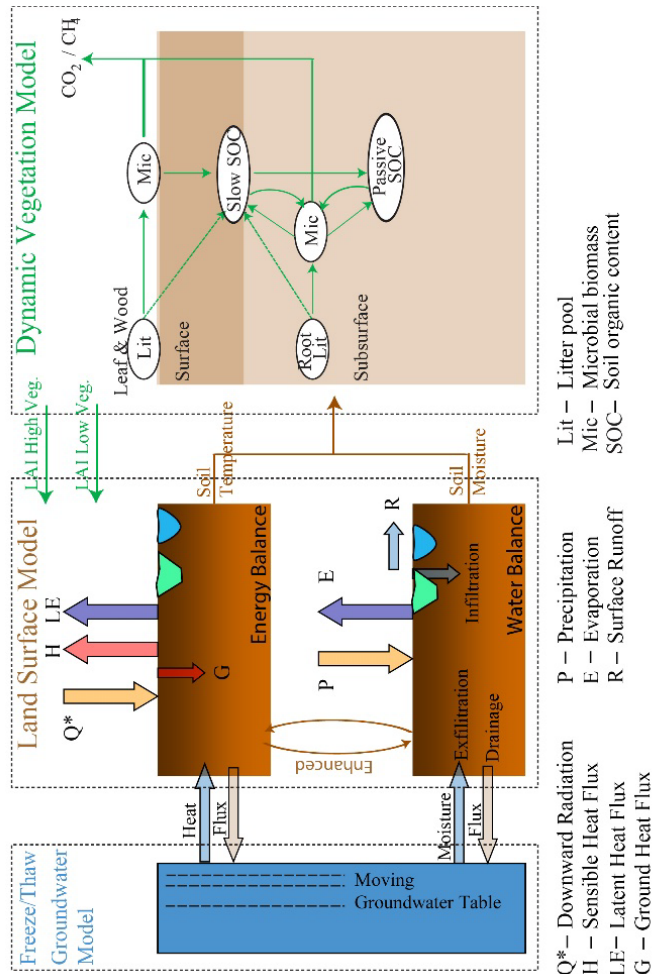 Freeze/Thaw
Groundwater
Model
Moving
Groundwater Table
Heat
Flux
Moisture
Flux
Land Surface Model
Q*
H
LE
G
Energy Balance
Enhanced
P
E
R
Exfilitration
Drainage
Infiltration
Water Balance
LAI High Veg.
LAI Low Veg.
Soil
Temperature
Soil
Moisture
Dynamic Vegetation Model
CO2 / CH4
Leaf & Wood
Lit
Mic
Surface
Slow SOC
Root
Lit
Mic
Passive
SOC
Subsurface
Q* – Downward Radiation
H – Sensible Heat Flux
LE – Latent Heat Flux
G – Ground Heat Flux
P – Precipitation
E – Evaporation
R – Surface Runoff
Lit – Litter pool
Mic – Microbial biomass
SOC – Soil organic content